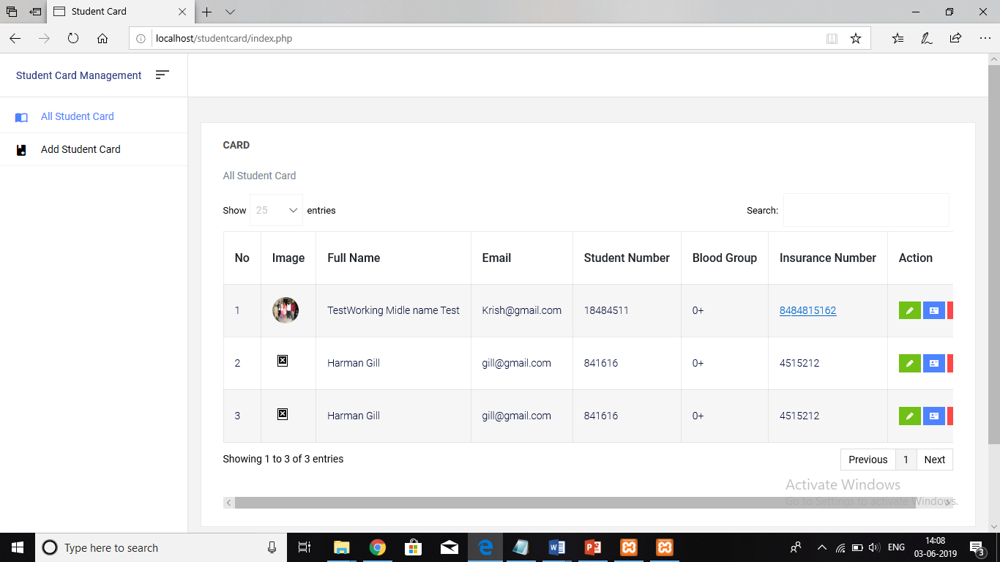 Student Card
localhost/studentcard/index.php
Student Card Management
All Student Card
Add Student Card
CARD
All Student Card
Show 25 entries
Search:
No Image Full Name Email Student Number Blood Group Insurance Number Action
1 TestWorking Midle name Test Krish@gmail.com 18484511 0+ 8484815162
2 Harman Gill gill@gmail.com 841616 0+ 4515212
3 Harman Gill gill@gmail.com 841616 0+ 4515212
Showing 1 to 3 of 3 entries
Previous 1 Next
Activate Windows
Go to Settings to activate Windows.
Type here to search
ENG
14:08
03-06-2019
3